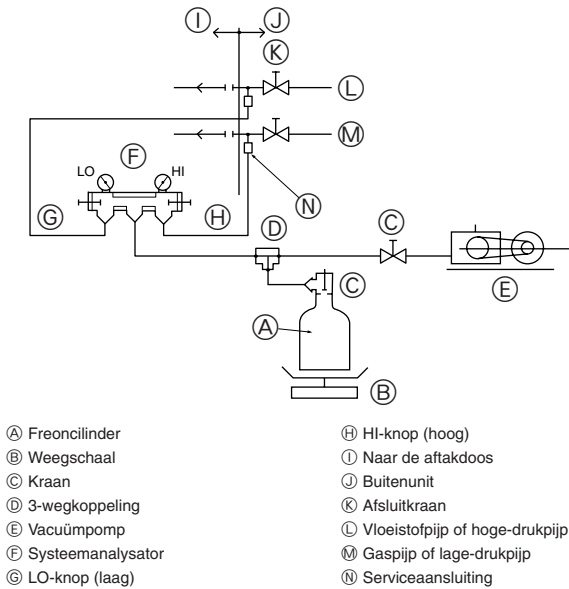 Ⓘ Ⓙ
Ⓚ
Ⓛ
Ⓜ
Ⓕ
LO HI
Ⓝ
Ⓖ Ⓗ
Ⓓ Ⓒ
Ⓔ
Ⓒ
Ⓐ
Ⓑ
Ⓐ Freoncilinder
Ⓑ Weegschaal
Ⓒ Kraan
Ⓓ 3-wegkoppeling
Ⓔ Vacuümpomp
Ⓕ Systeemanalysator
Ⓖ LO-knop (laag)
Ⓗ HI-knop (hoog)
Ⓘ Naar de aftakdoos
Ⓙ Buitenunit
Ⓚ Afsluitkraan
Ⓛ Vloeistofpijp of hoge-drukpijp
Ⓜ Gaspijp of lage-drukpijp
Ⓝ Serviceaansluiting